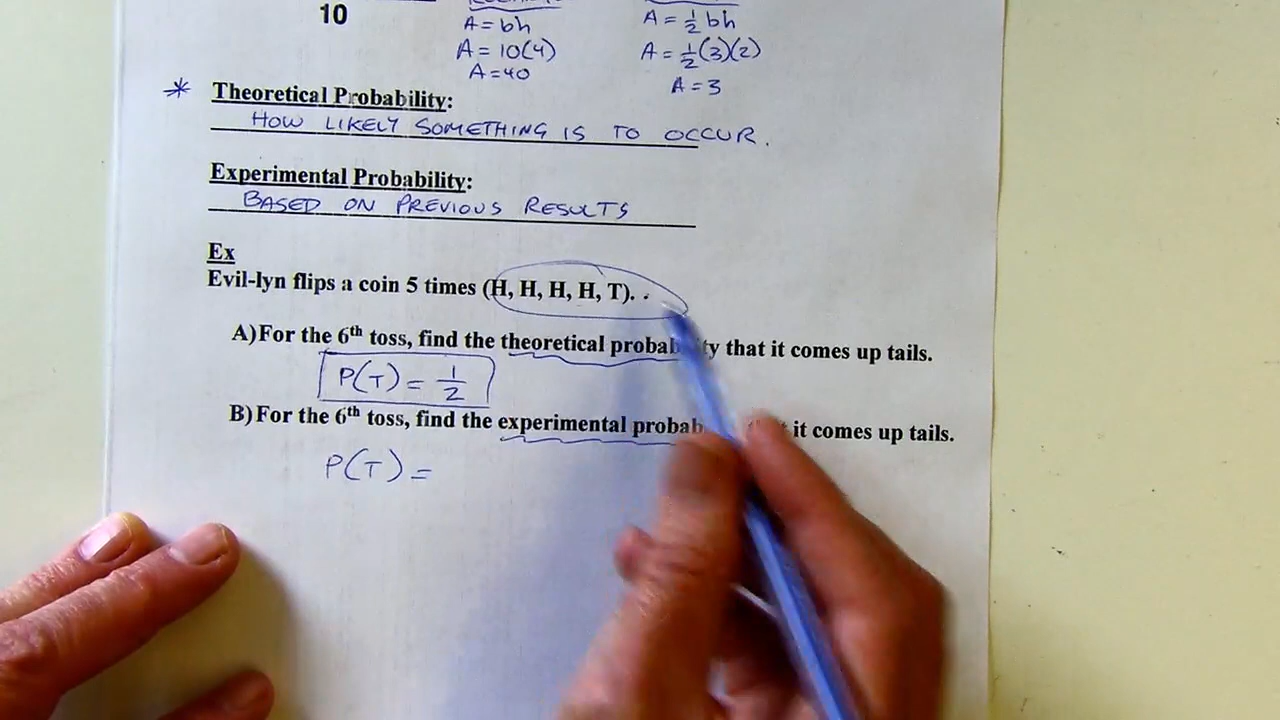 10
A = bh
A = 10(4)
A = 40
A = 1/2 bh
A = 1/2 (3)(2)
A = 3
* Theoretical Probability:
HOW LIKELY SOMETHING IS TO OCCUR.
Experimental Probability:
BASED ON PREVIOUS RESULTS
Ex
Evil-lyn flips a coin 5 times (H, H, H, H, T). .
A) For the 6th toss, find the theoretical probability that it comes up tails.
P(T) = 1/2
B) For the 6th toss, find the experimental it comes up tails.
P(T) =